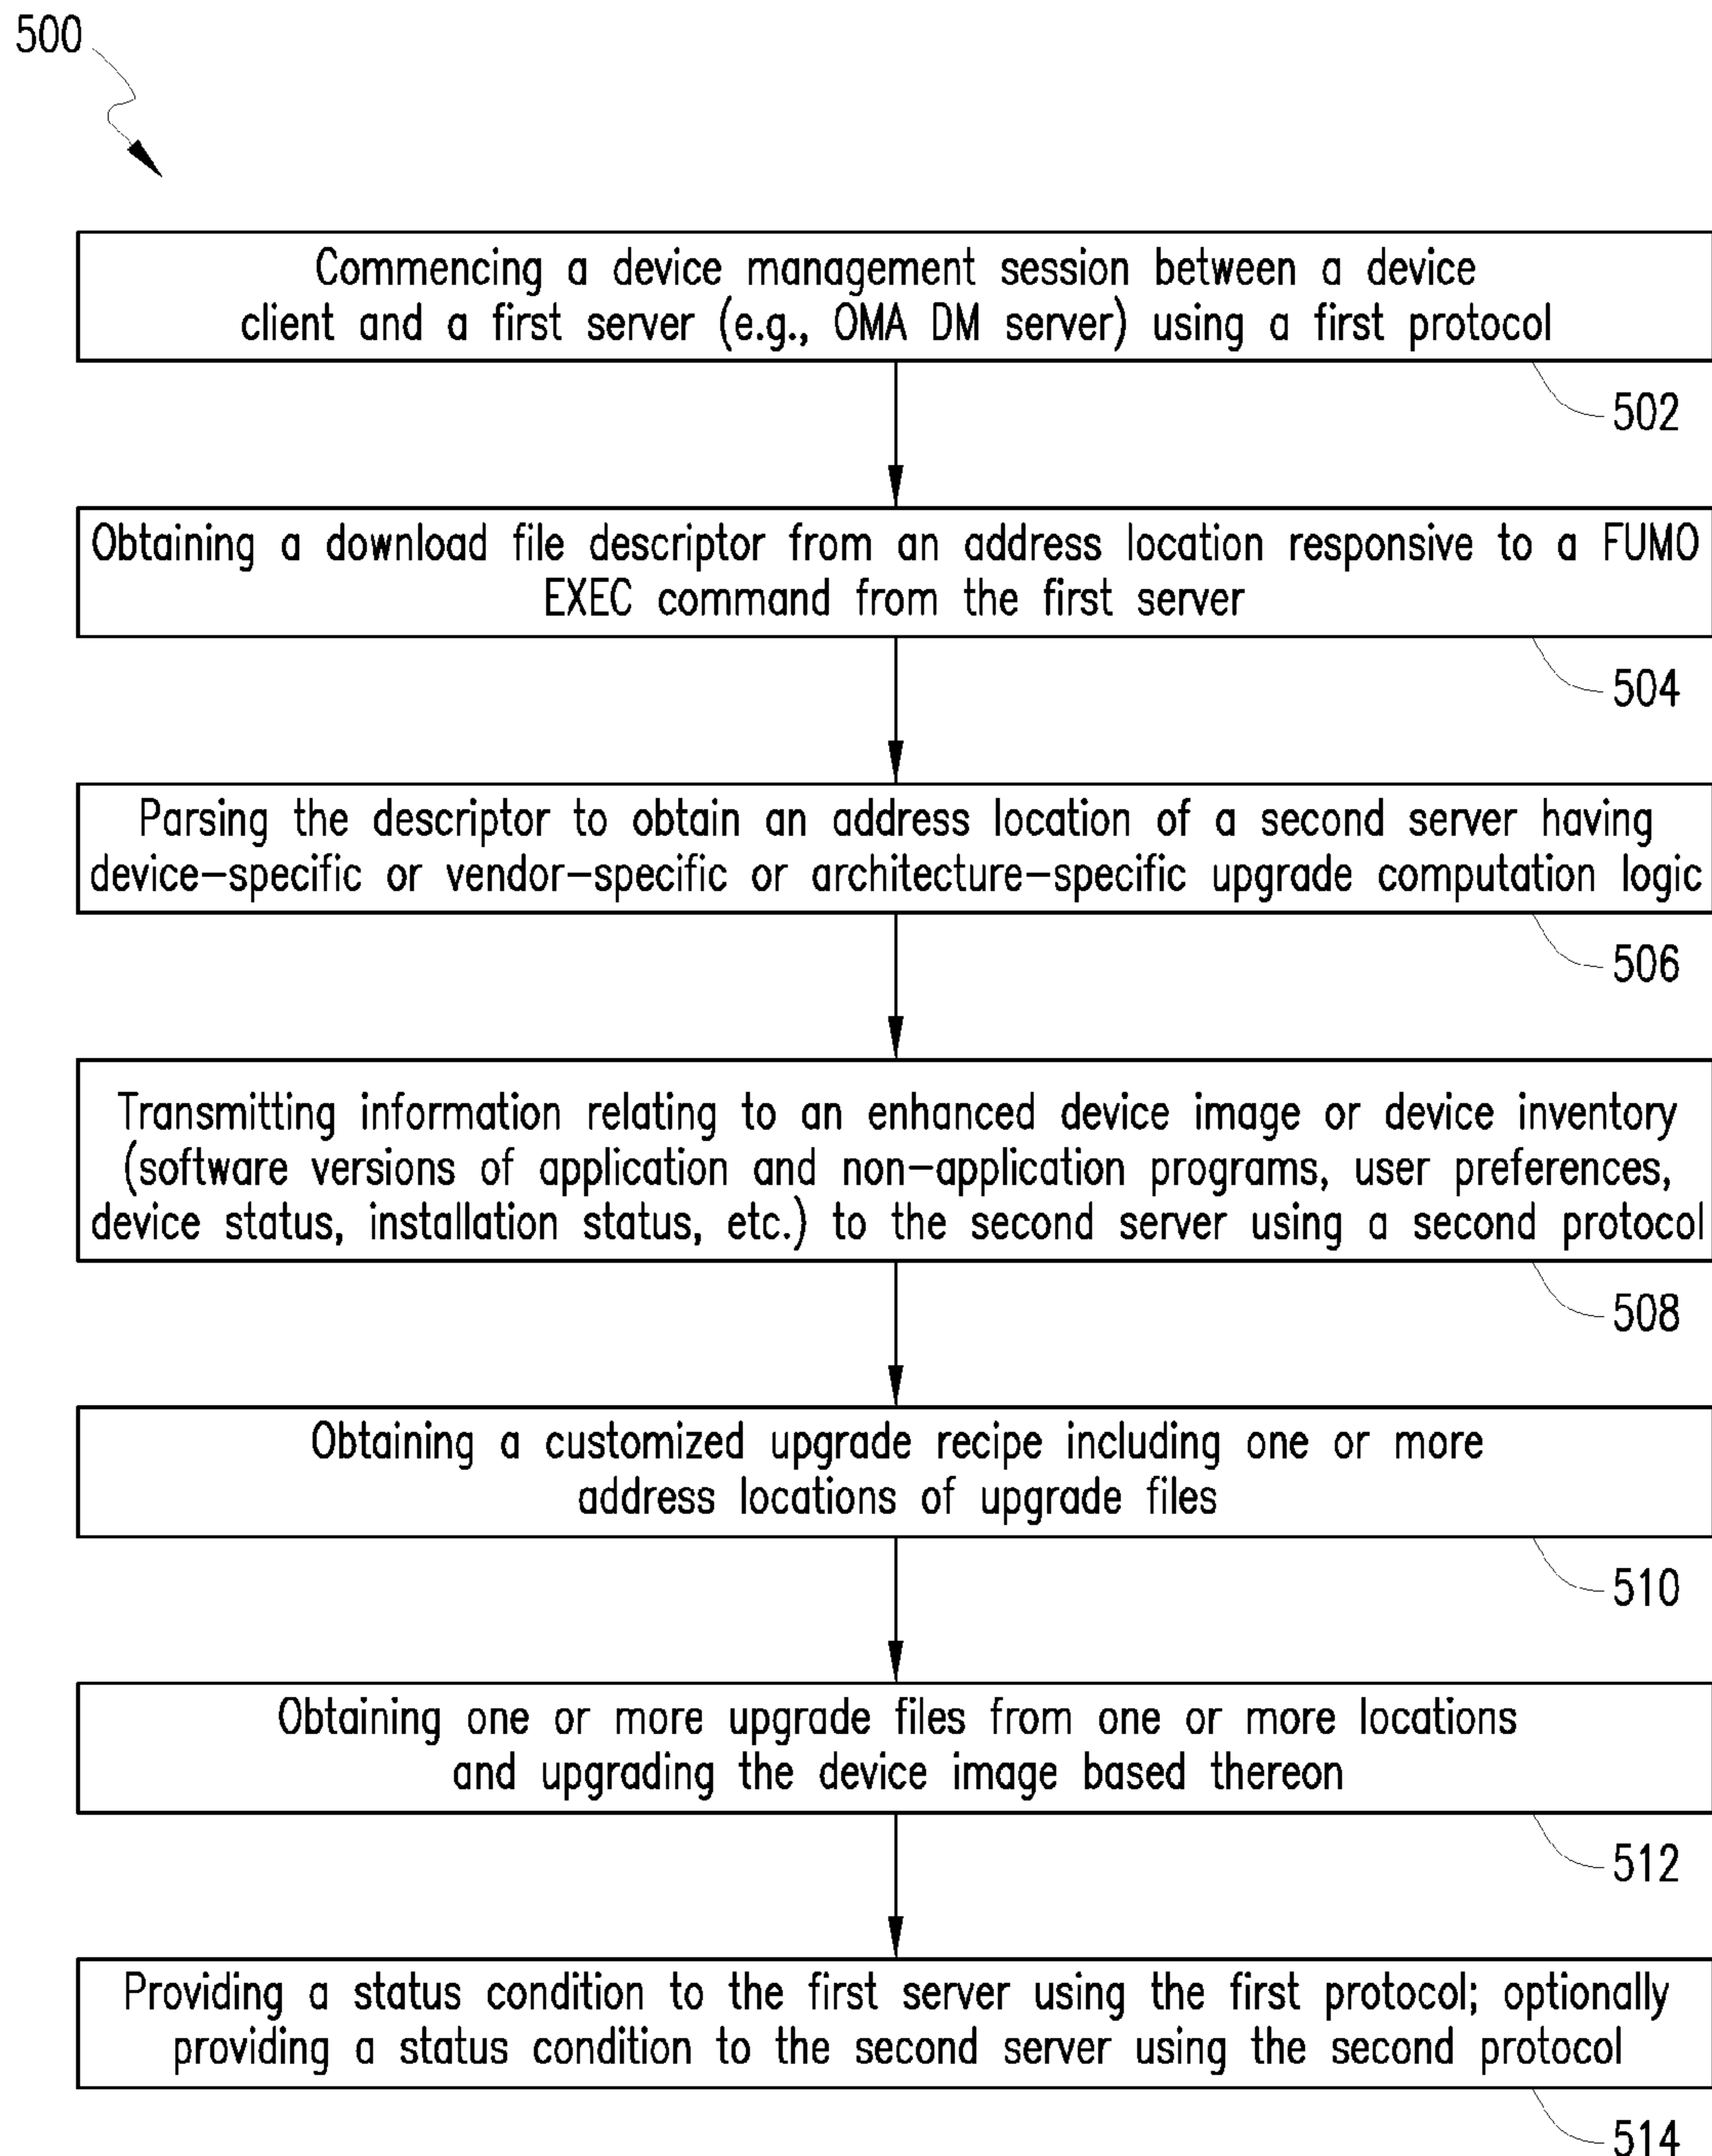 500
Commencing a device management session between a device
client and a first server (e.g., OMA DM server) using a first protocol
502
Obtaining a download file descriptor from an address location responsive to a FUMO
EXEC command from the first server
504
Parsing the descriptor to obtain an address location of a second server having
device-specific or vendor-specific or architecture-specific upgrade computation logic
506
Transmitting information relating to an enhanced device image or device inventory
(software versions of application and non-application programs, user preferences,
device status, installation status, etc.) to the second server using a second protocol
508
Obtaining a customized upgrade recipe including one or more
address locations of upgrade files
510
Obtaining one or more upgrade files from one or more locations
and upgrading the device image based thereon
512
Providing a status condition to the first server using the first protocol; optionally
providing a status condition to the second server using the second protocol
514